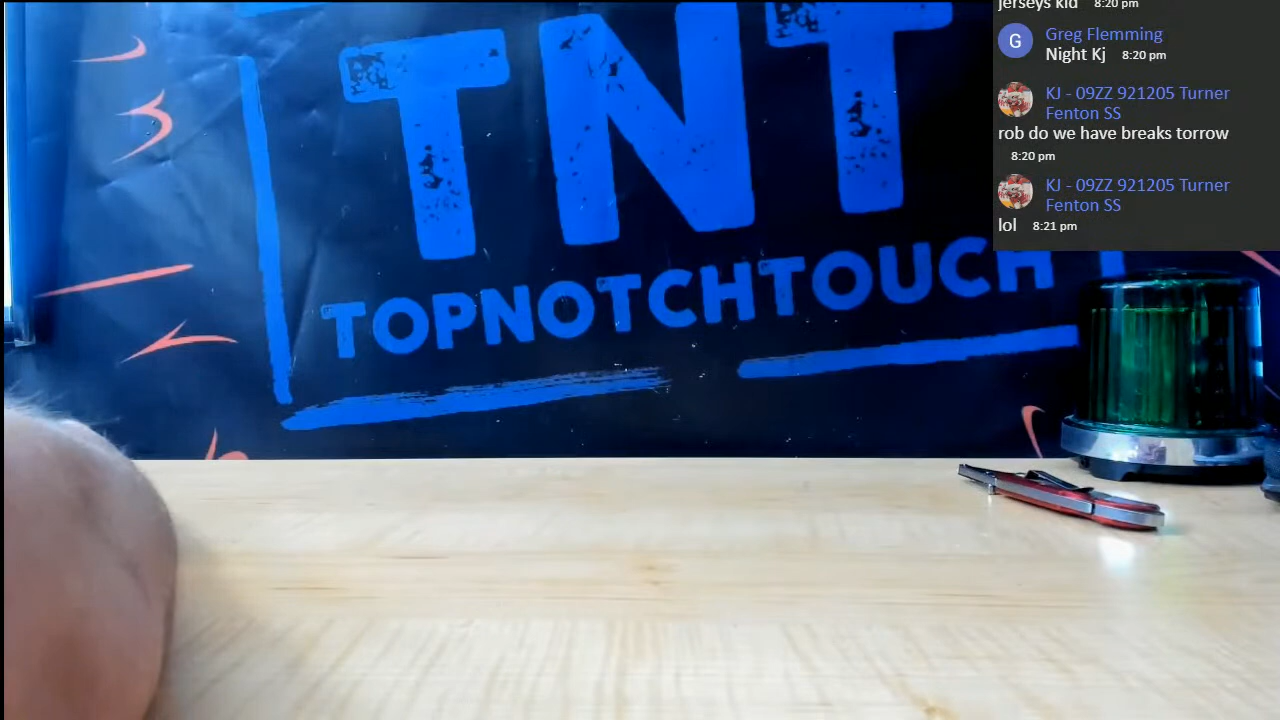 TNT
TOPNOTCHTOUCH
jerseys kid 8:20 pm
G
Greg Flemming
Night Kj 8:20 pm
KJ - 09ZZ 921205 Turner
Fenton SS
rob do we have breaks torrow
8:20 pm
KJ - 09ZZ 921205 Turner
Fenton SS
lol 8:21 pm